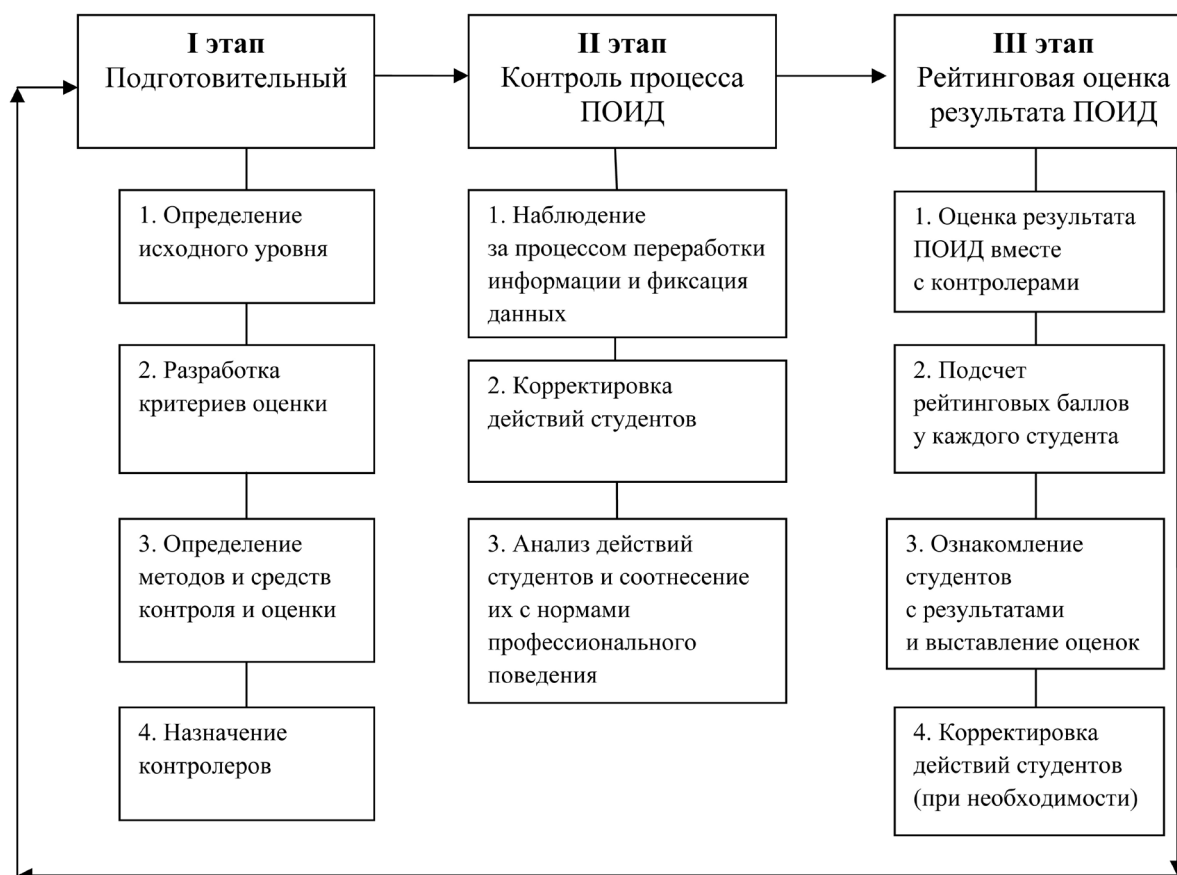 I этап
Подготовительный
II этап
Контроль процесса
ПОИД
III этап
Рейтинговая оценка
результата ПОИД
1. Определение
исходного уровня
2. Разработка
критериев оценки
3. Определение
методов и средств
контроля и оценки
4. Назначение
контролеров
1. Наблюдение
за процессом переработки
информации и фиксация
данных
2. Корректировка
действий студентов
3. Анализ действий
студентов и соотнесение
их с нормами
профессионального
поведения
1. Оценка результата
ПОИД вместе
с контролерами
2. Подсчет
рейтинговых баллов
у каждого студента
3. Ознакомление
студентов
с результатами
и выставление оценок
4. Корректировка
действий студентов
(при необходимости)